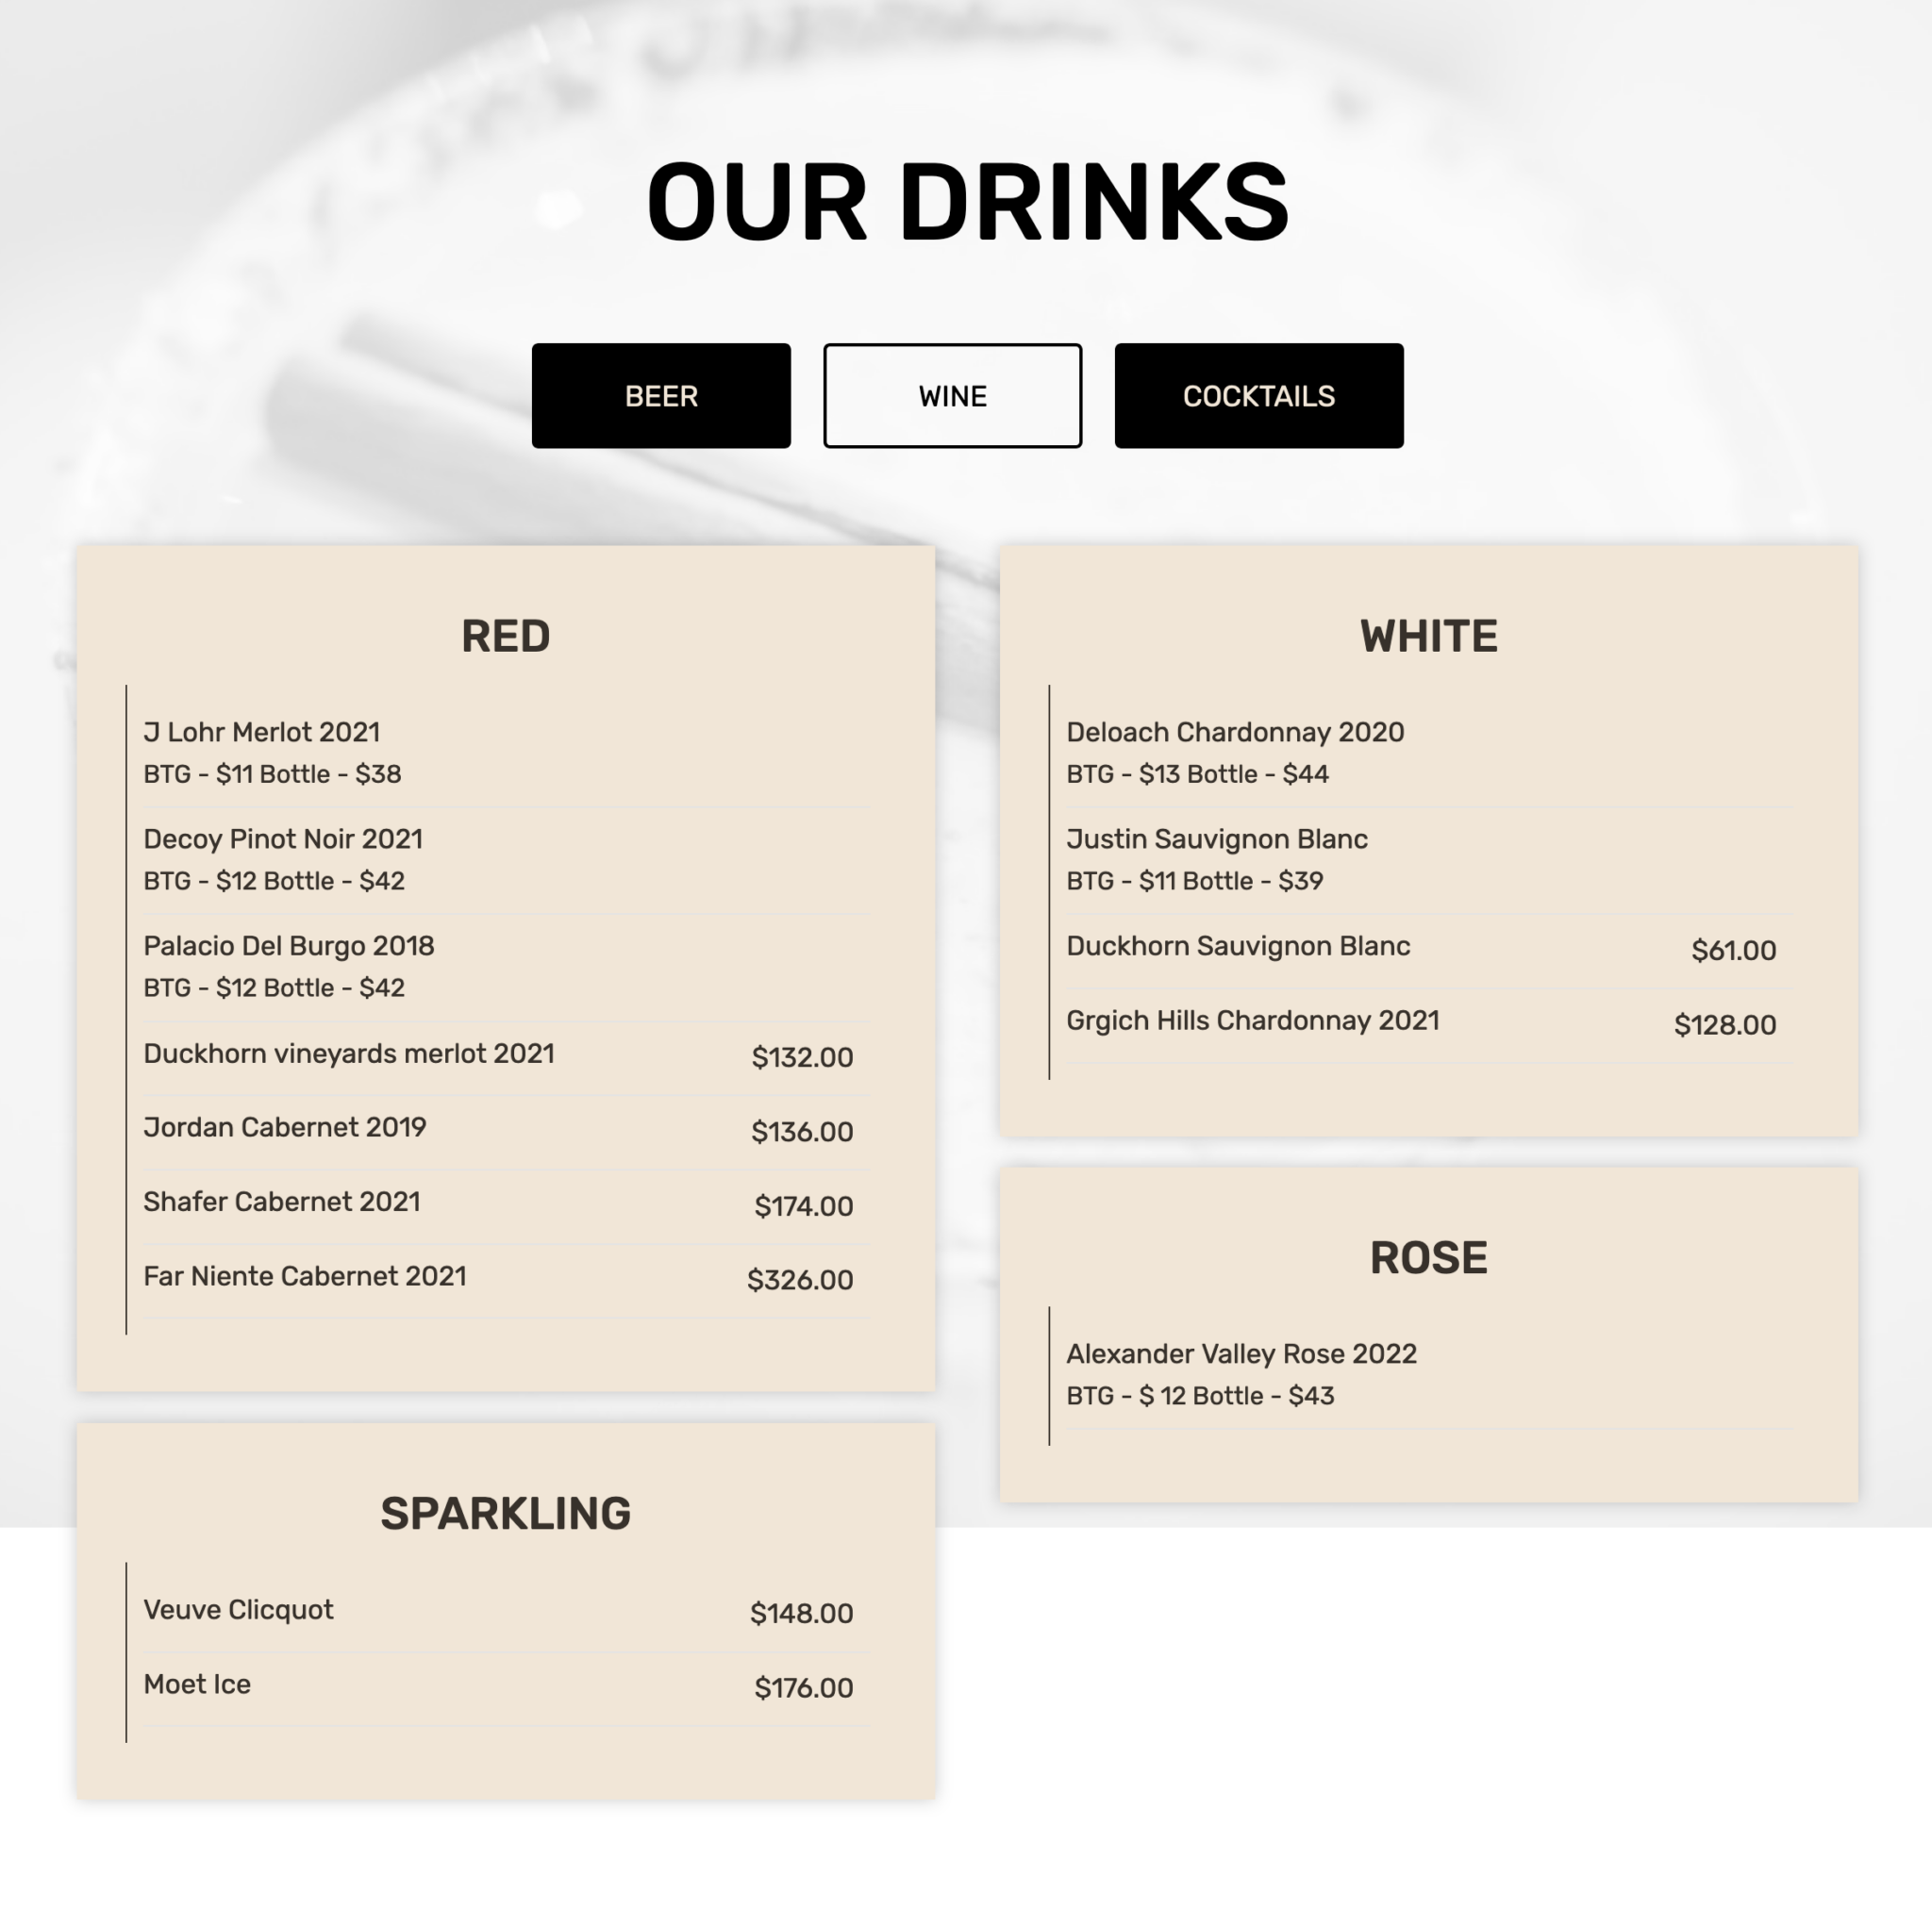 OUR DRINKS
BEER
WINE
COCKTAILS
RED
J Lohr Merlot 2021
BTG - $11 Bottle - $38
Decoy Pinot Noir 2021
BTG - $12 Bottle - $42
Palacio Del Burgo 2018
BTG - $12 Bottle - $42
Duckhorn vineyards merlot 2021 $132.00
Jordan Cabernet 2019 $136.00
Shafer Cabernet 2021 $174.00
Far Niente Cabernet 2021 $326.00
SPARKLING
Veuve Clicquot $148.00
Moet Ice $176.00
WHITE
Deloach Chardonnay 2020
BTG - $13 Bottle - $44
Justin Sauvignon Blanc
BTG - $11 Bottle - $39
Duckhorn Sauvignon Blanc $61.00
Grgich Hills Chardonnay 2021 $128.00
ROSE
Alexander Valley Rose 2022
BTG - $ 12 Bottle - $43